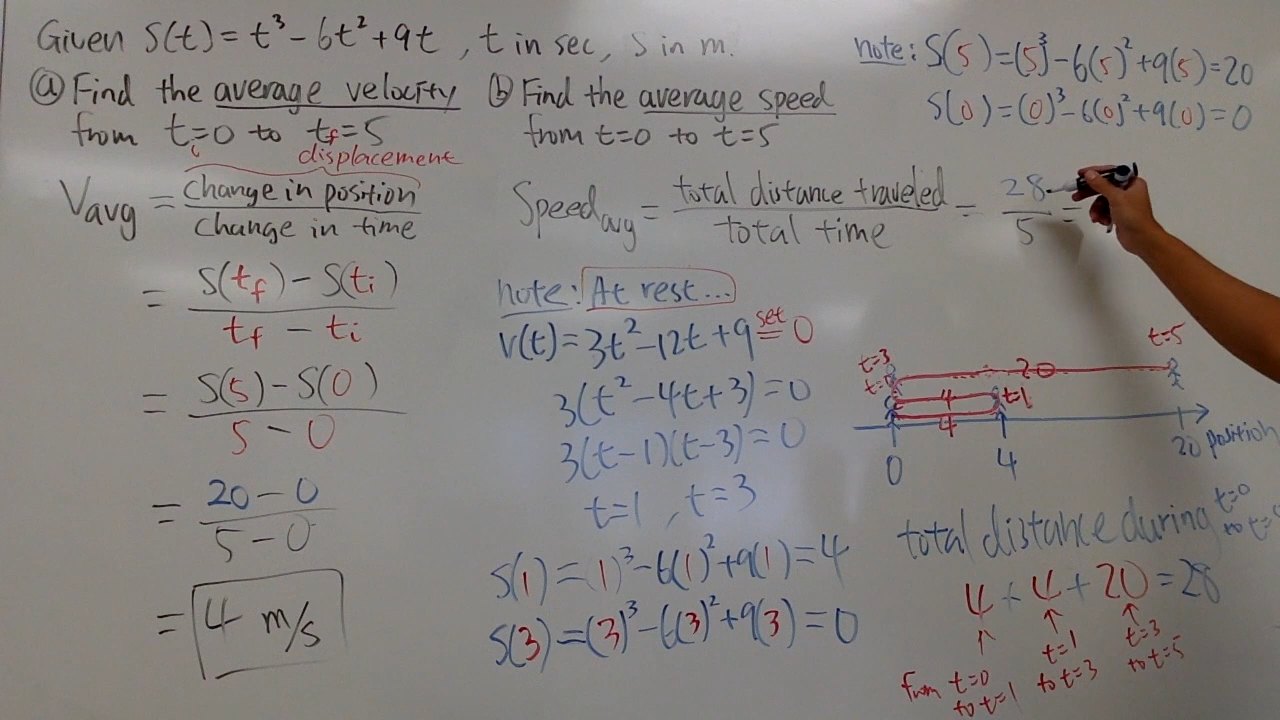 Given s(t) = t³ - 6t² + 9t , t in sec, s in m.
ⓐ Find the average velocity
from tᵢ=0 to t_f=5
displacement
V_avg = change in position / change in time
= s(t_f) - s(tᵢ) / t_f - tᵢ
= s(5) - s(0) / 5 - 0
= 20 - 0 / 5 - 0
= 4 m/s
ⓑ Find the average speed
from t=0 to t=5
Speed_avg = total distance traveled / total time = 28 / 5 =
note: At rest...
v(t) = 3t² - 12t + 9 set = 0
3(t² - 4t + 3) = 0
3(t-1)(t-3) = 0
t=1 , t=3
s(1) = (1)³ - 6(1)² + 9(1) = 4
s(3) = (3)³ - 6(3)² + 9(3) = 0
note: s(5) = (5)³ - 6(5)² + 9(5) = 20
s(0) = (0)³ - 6(0)² + 9(0) = 0
t=5
t=3
20
t=0
4
t=1
4
0
4
20 position
total distance during t=0
to t=
4 + 4 + 20 = 28
from t=0
to t=1
t=1
to t=3
t=3
to t=5